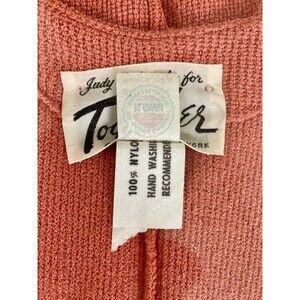 Judy for
To er
ORK
100% NYLO
HAND WASHI
RECOMMENDE